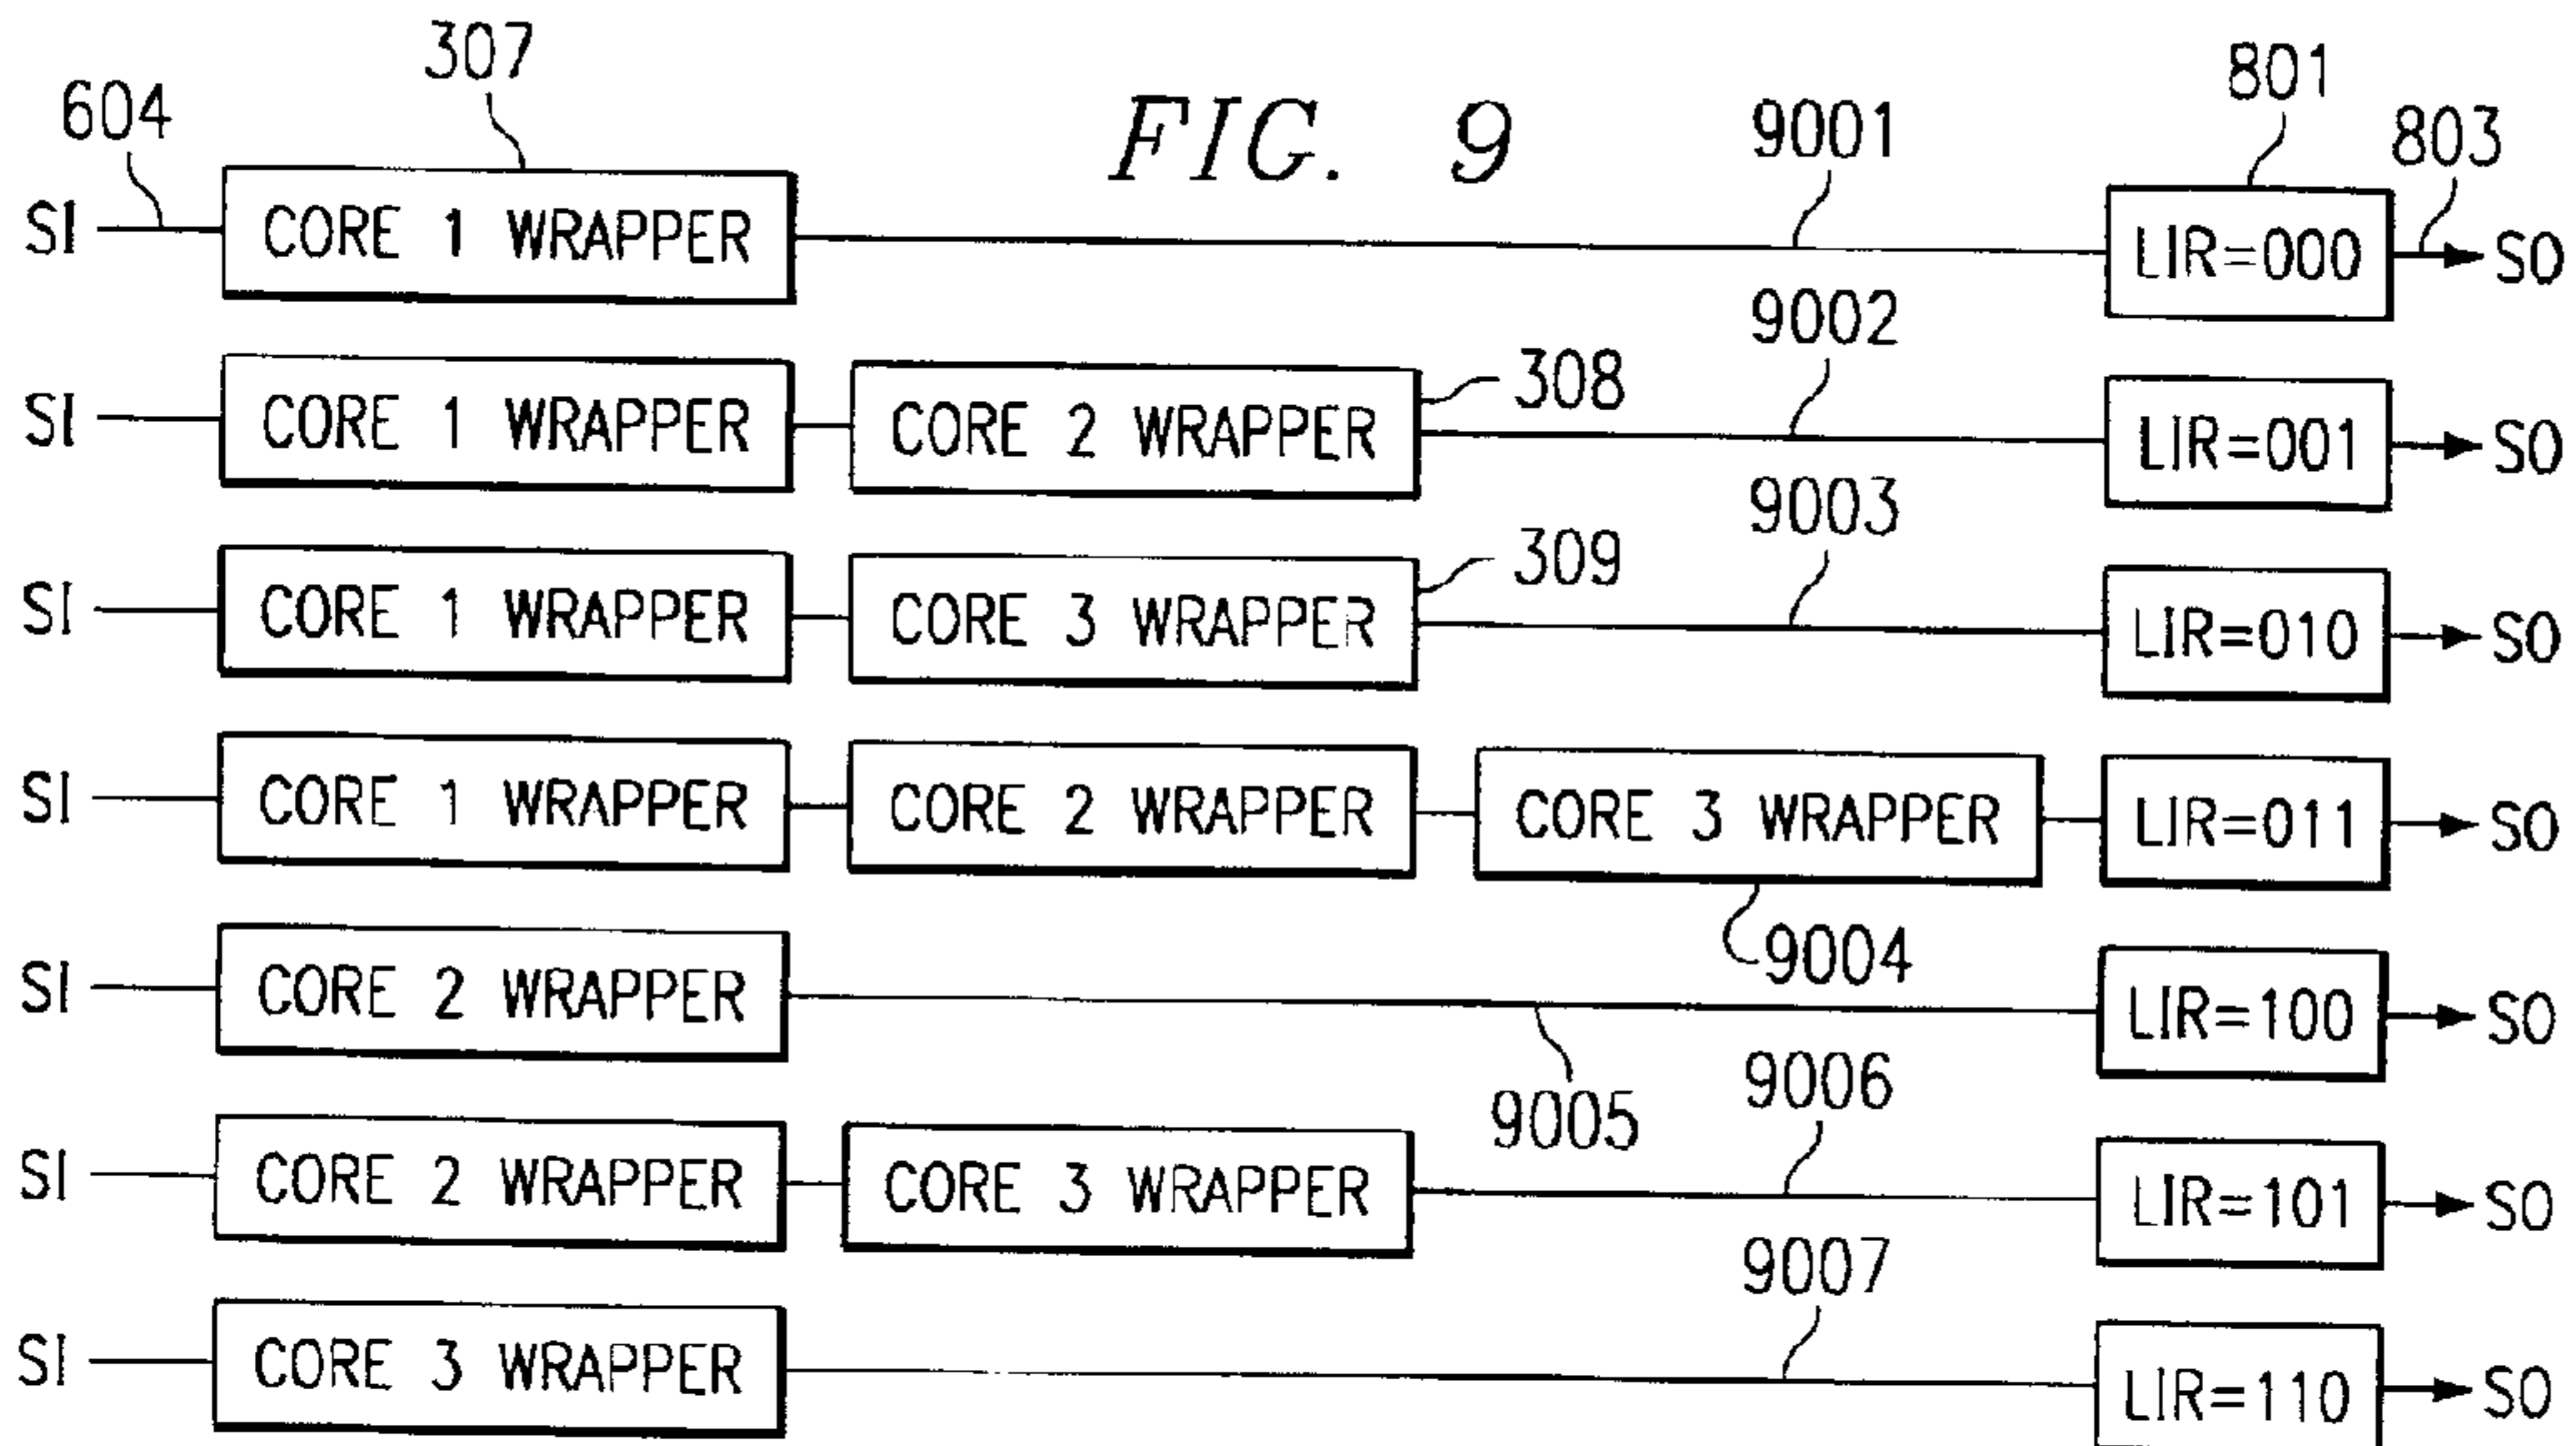 307
604
FIG. 9
9001
801
803
SI CORE 1 WRAPPER LIR=000 SO
9002
308
SI CORE 1 WRAPPER CORE 2 WRAPPER LIR=001 SO
9003
309
SI CORE 1 WRAPPER CORE 3 WRAPPER LIR=010 SO
SI CORE 1 WRAPPER CORE 2 WRAPPER CORE 3 WRAPPER LIR=011 SO
9004
SI CORE 2 WRAPPER LIR=100 SO
9005
9006
SI CORE 2 WRAPPER CORE 3 WRAPPER LIR=101 SO
9007
SI CORE 3 WRAPPER LIR=110 SO